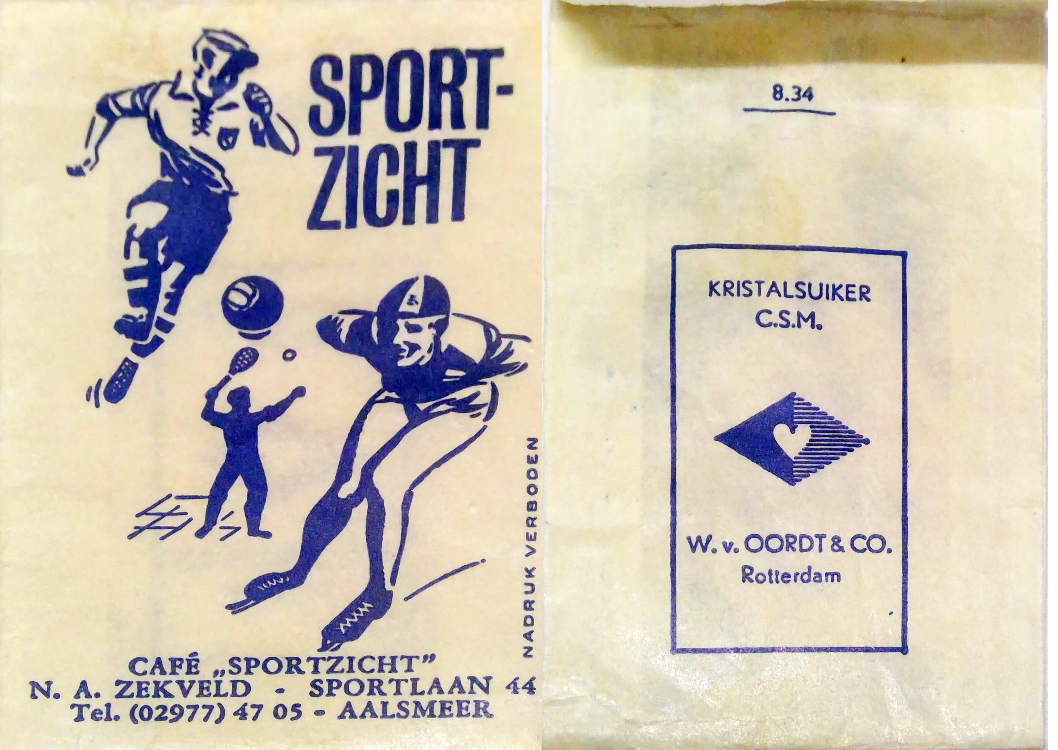 SPORT-
ZICHT
NADRUK VERBODEN
CAFÉ „SPORTZICHT”
N. A. ZEKVELD - SPORTLAAN 44
Tel. (02977) 47 05 - AALSMEER
8.34
KRISTALSUIKER
C.S.M.
W. v. OORDT & CO.
Rotterdam